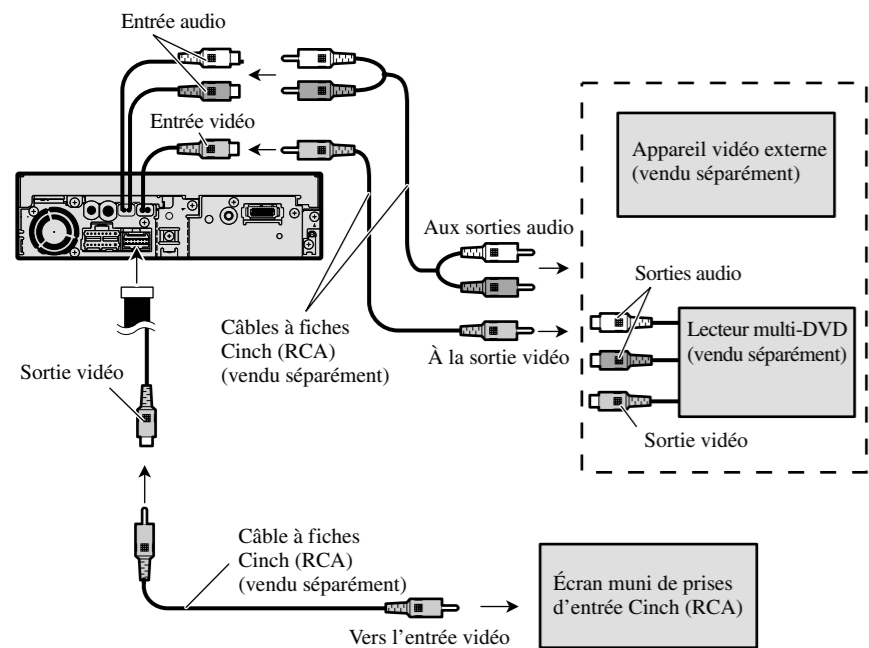 Entrée audio
Entrée vidéo
Appareil vidéo externe
(vendu séparément)
Aux sorties audio
Sorties audio
Câbles à fiches
Cinch (RCA)
(vendu séparément)
À la sortie vidéo
Lecteur multi-DVD
(vendu séparément)
Sortie vidéo
Sortie vidéo
Câble à fiches
Cinch (RCA)
(vendu séparément)
Écran muni de prises
d'entrée Cinch (RCA)
Vers l'entrée vidéo